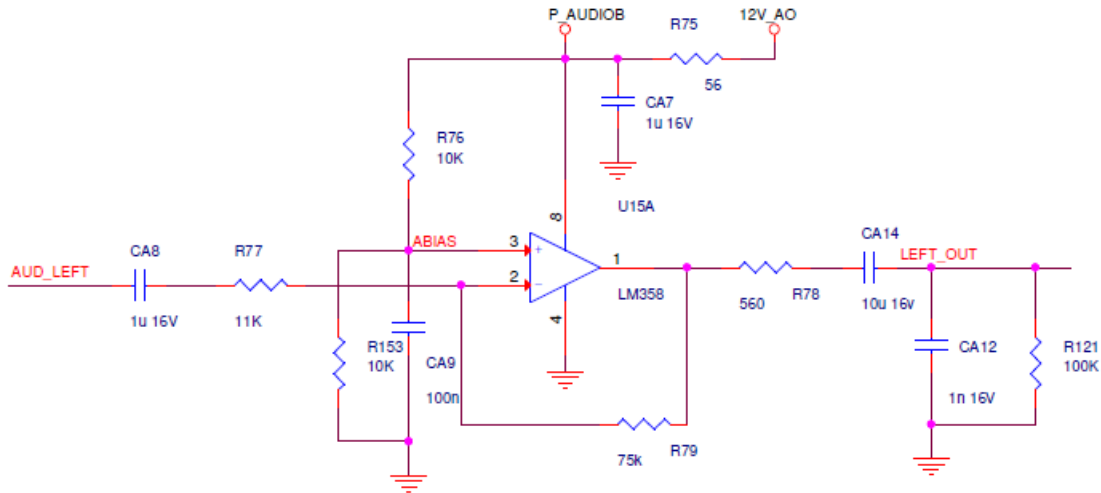 P_AUDIOB
12V_AO
R75
56
CA7
1u 16V
R76
10K
U15A
8
ABIAS
3
+
1
2
-
4
LM358
AUD_LEFT
CA8
1u 16V
R77
11K
R153
10K
CA9
100n
R79
75k
560
R78
CA14
10u 16v
LEFT_OUT
CA12
1n 16V
R121
100K